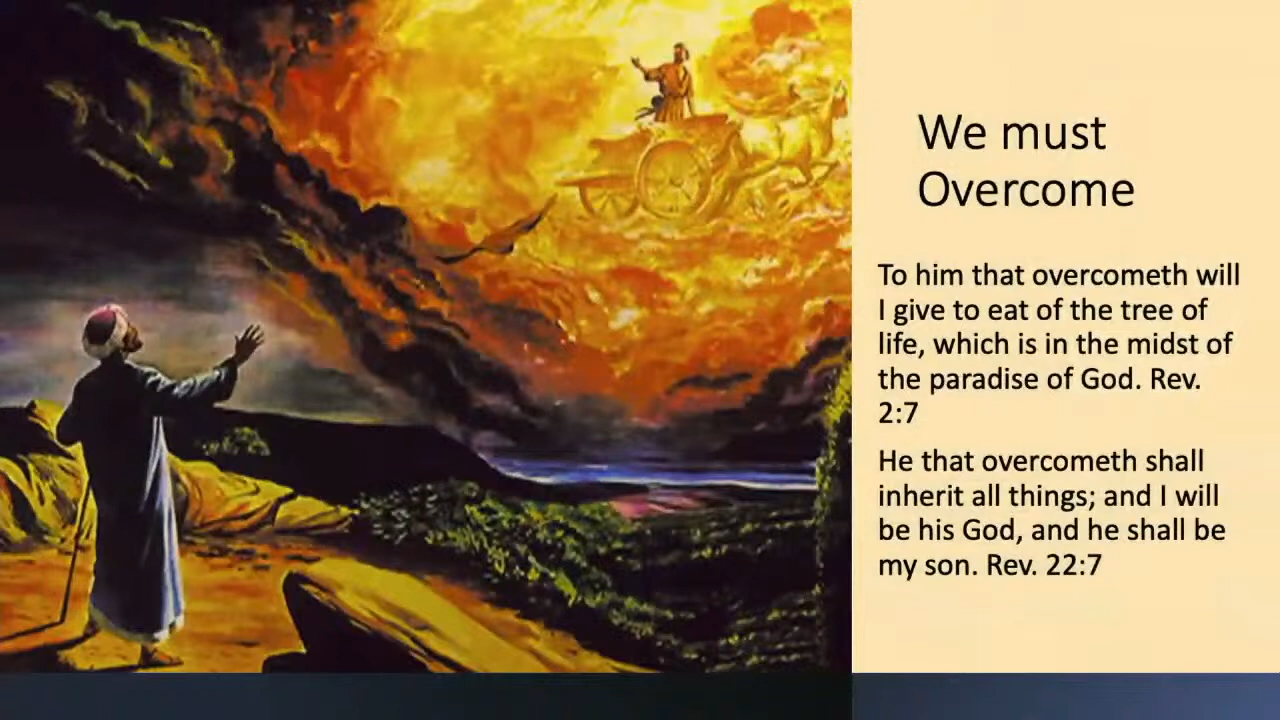 We must
Overcome
To him that overcometh will
I give to eat of the tree of
life, which is in the midst of
the paradise of God. Rev.
2:7
He that overcometh shall
inherit all things; and I will
be his God, and he shall be
my son. Rev. 22:7